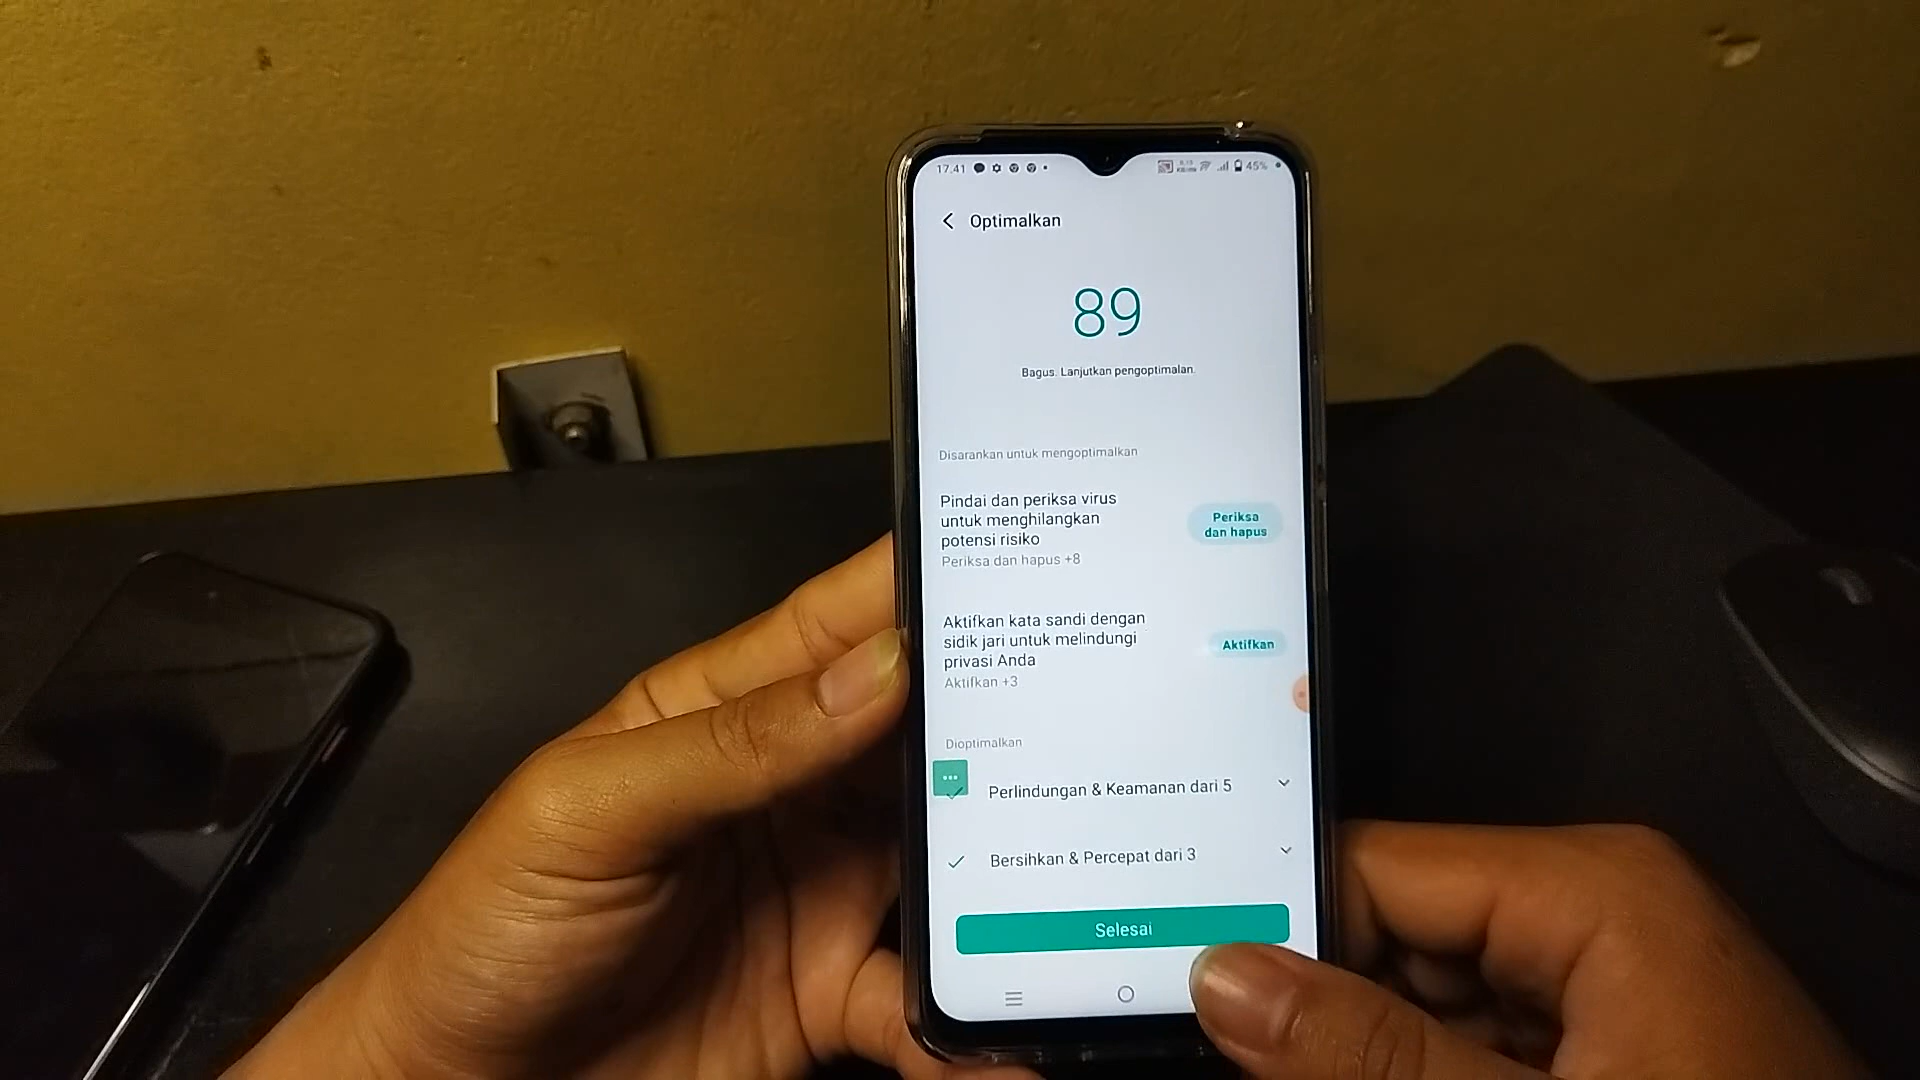 17.41
45%
Optimalkan
89
Bagus. Lanjutkan pengoptimalan.
Disarankan untuk mengoptimalkan
Pindai dan periksa virus
untuk menghilangkan
potensi risiko
Periksa dan hapus +8
Periksa
dan hapus
Aktifkan kata sandi dengan
sidik jari untuk melindungi
privasi Anda
Aktifkan +3
Aktifkan
Dioptimalkan
Perlindungan & Keamanan dari 5
Bersihkan & Percepat dari 3
Selesai